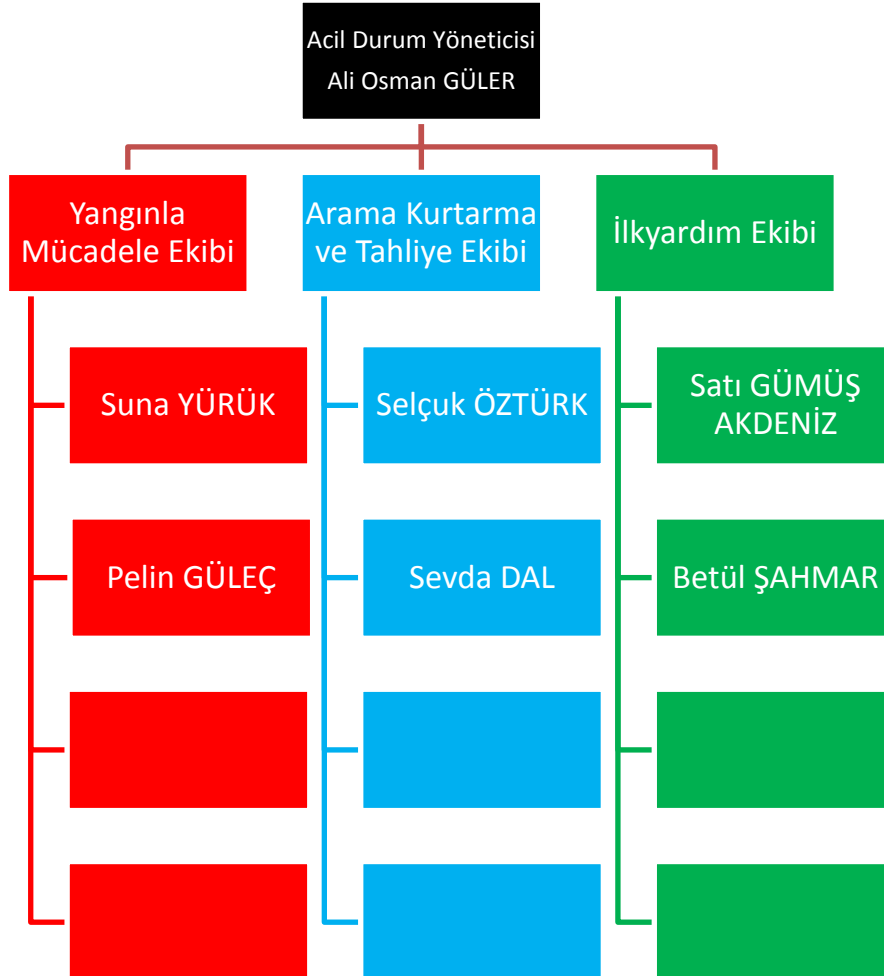 Acil Durum Yöneticisi
Ali Osman GÜLER
Yangınla
Mücadele Ekibi
Arama Kurtarma
ve Tahliye Ekibi
İlkyardım Ekibi
Suna YÜRÜK
Selçuk ÖZTÜRK
Satı GÜMÜŞ
AKDENİZ
Pelin GÜLEÇ
Sevda DAL
Betül ŞAHMAR